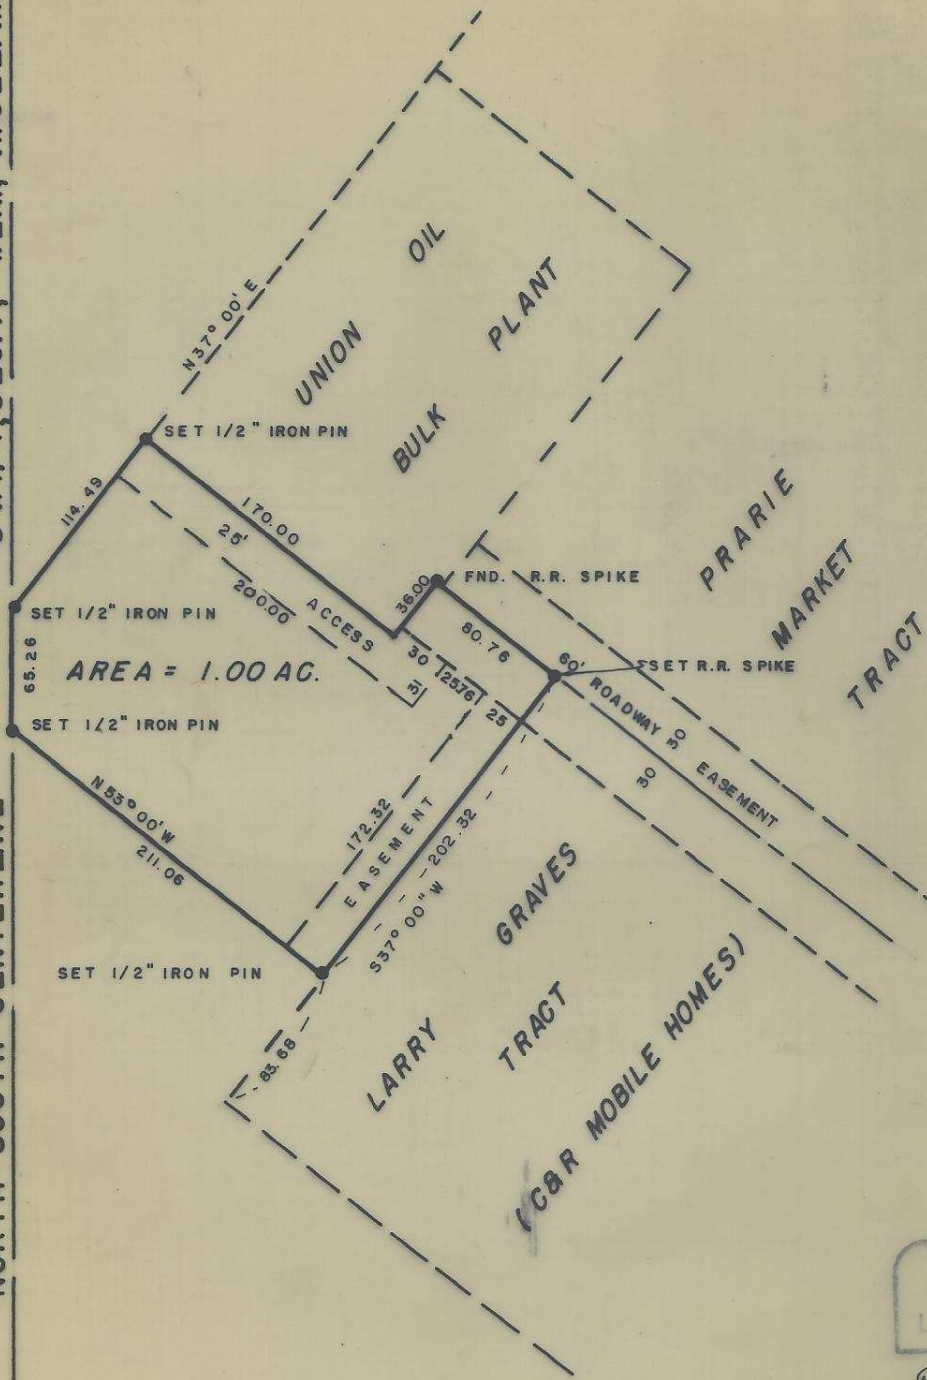 N37° 00' E
UNION OIL
BULK PLANT
SET 1/2" IRON PIN
114.49
170.00
25'
200.00
ACCESS
36.00
FND. R.R. SPIKE
PRARIE
MARKET
TRACT
SET 1/2" IRON PIN
65.26
AREA = 1.00 AC.
80.76
30
25.76
31
25
60'
SET R.R. SPIKE
ROADWAY
EASEMENT
30
30
SET 1/2" IRON PIN
N 53° 00' W
211.06
172.32
EASEMENT
202.32
S37° 00" W
SET 1/2" IRON PIN
83.68
LARRY GRAVES
TRACT
(C&R MOBILE HOMES)